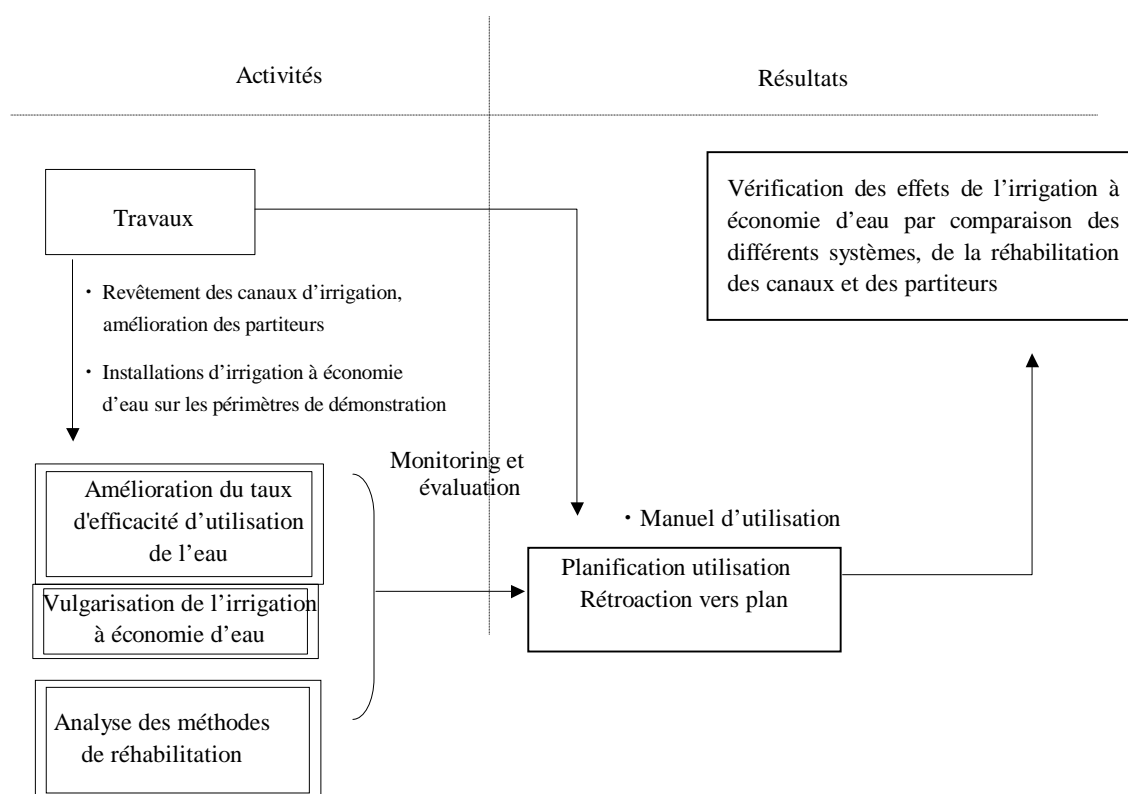 Activités
Résultats
Travaux
・ Revêtement des canaux d’irrigation,
amélioration des partiteurs
・ Installations d’irrigation à économie
d’eau sur les périmètres de démonstration
Amélioration du taux
d'efficacité d’utilisation
de l’eau
Vulgarisation de l’irrigation
à économie d’eau
Analyse des méthodes
de réhabilitation
Monitoring et
évaluation
・Manuel d’utilisation
Planification utilisation
Rétroaction vers plan
Vérification des effets de l’irrigation à
économie d’eau par comparaison des
différents systèmes, de la réhabilitation
des canaux et des partiteurs